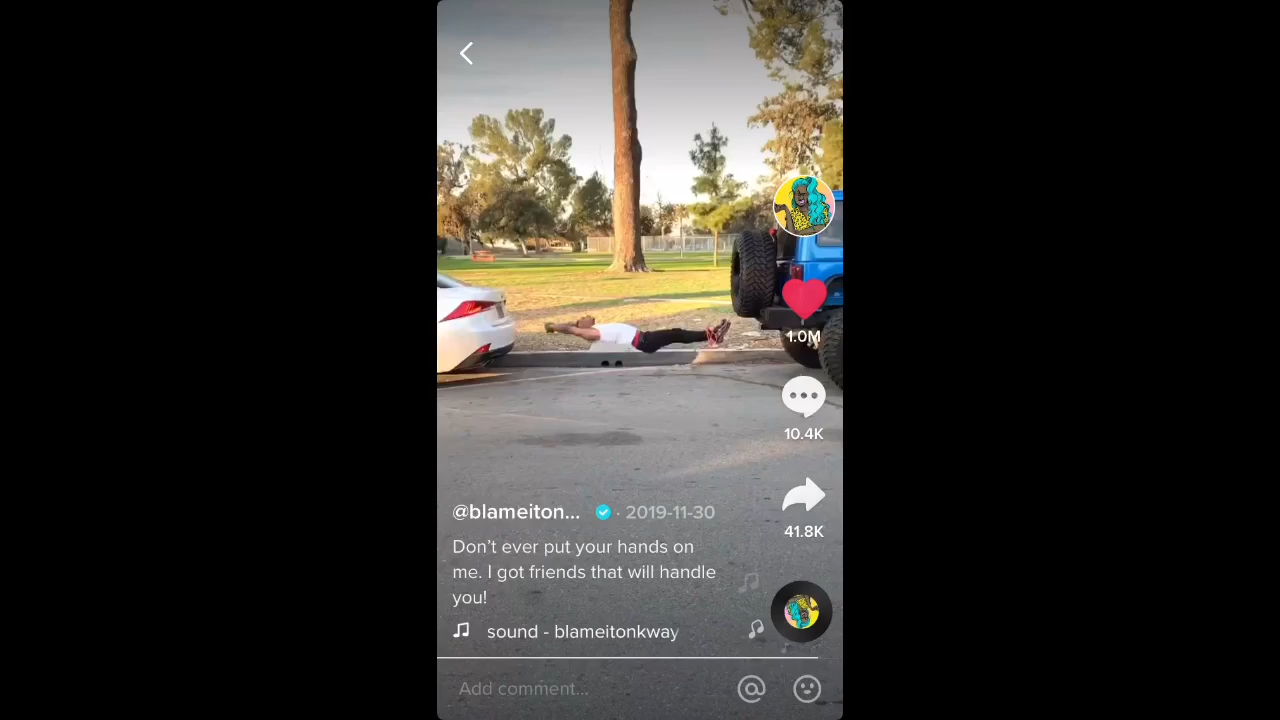 1.0M
10.4K
41.8K
@blameiton... · 2019-11-30
Don't ever put your hands on
me. I got friends that will handle
you!
sound - blameitonkway
Add comment...